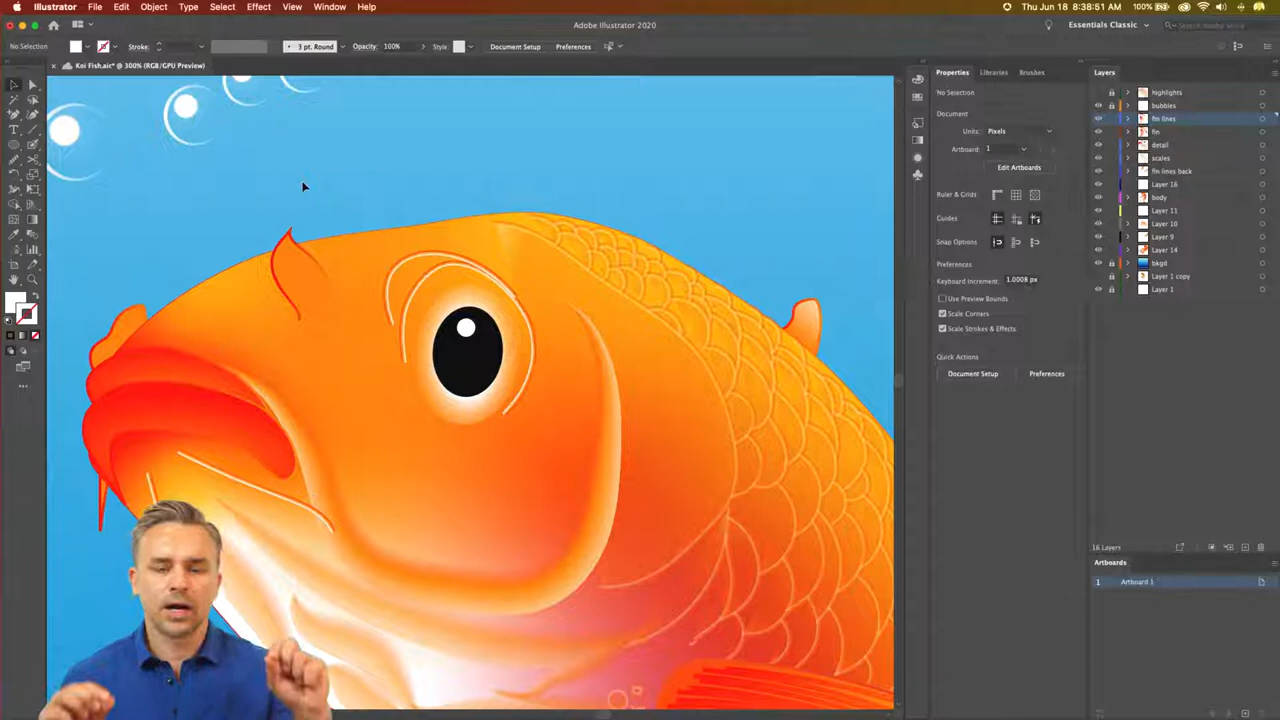 Illustrator File Edit Object Type Select Effect View Window Help 100% Thu Jun 18 8:38:51 AM
Adobe Illustrator 2020 Essentials Classic Search Adobe Help
No Selection Stroke: 3 pt. Round Opacity: 100% Style: Document Setup Preferences
× Koi Fish.aic* @ 300% (RGB/GPU Preview)
Properties Libraries Brushes
No Selection
Document
Units: Pixels
Artboard: 1
Edit Artboards
Ruler & Grids
Guides
Snap Options
Preferences
Keyboard Increment: 1.0008 px
Use Preview Bounds
Scale Corners
Scale Strokes & Effects
Quick Actions
Document Setup Preferences
Layers
highlights
bubbles
fin lines
fin
detail
scales
fin lines back
Layer 16
body
Layer 11
Layer 10
Layer 9
Layer 14
bkgd
Layer 1 copy
Layer 1
16 Layers
Artboards
1 Artboard 1